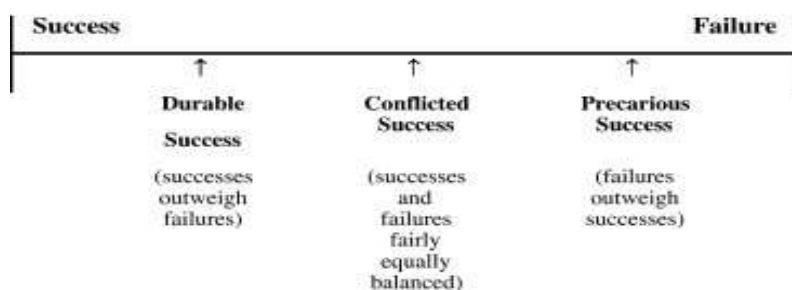 Success Failure
↑ ↑ ↑
Durable
Success
(successes
outweigh
failures)
Conflicted
Success
(successes
and
failures
fairly
equally
balanced)
Precarious
Success
(failures
outweigh
successes)